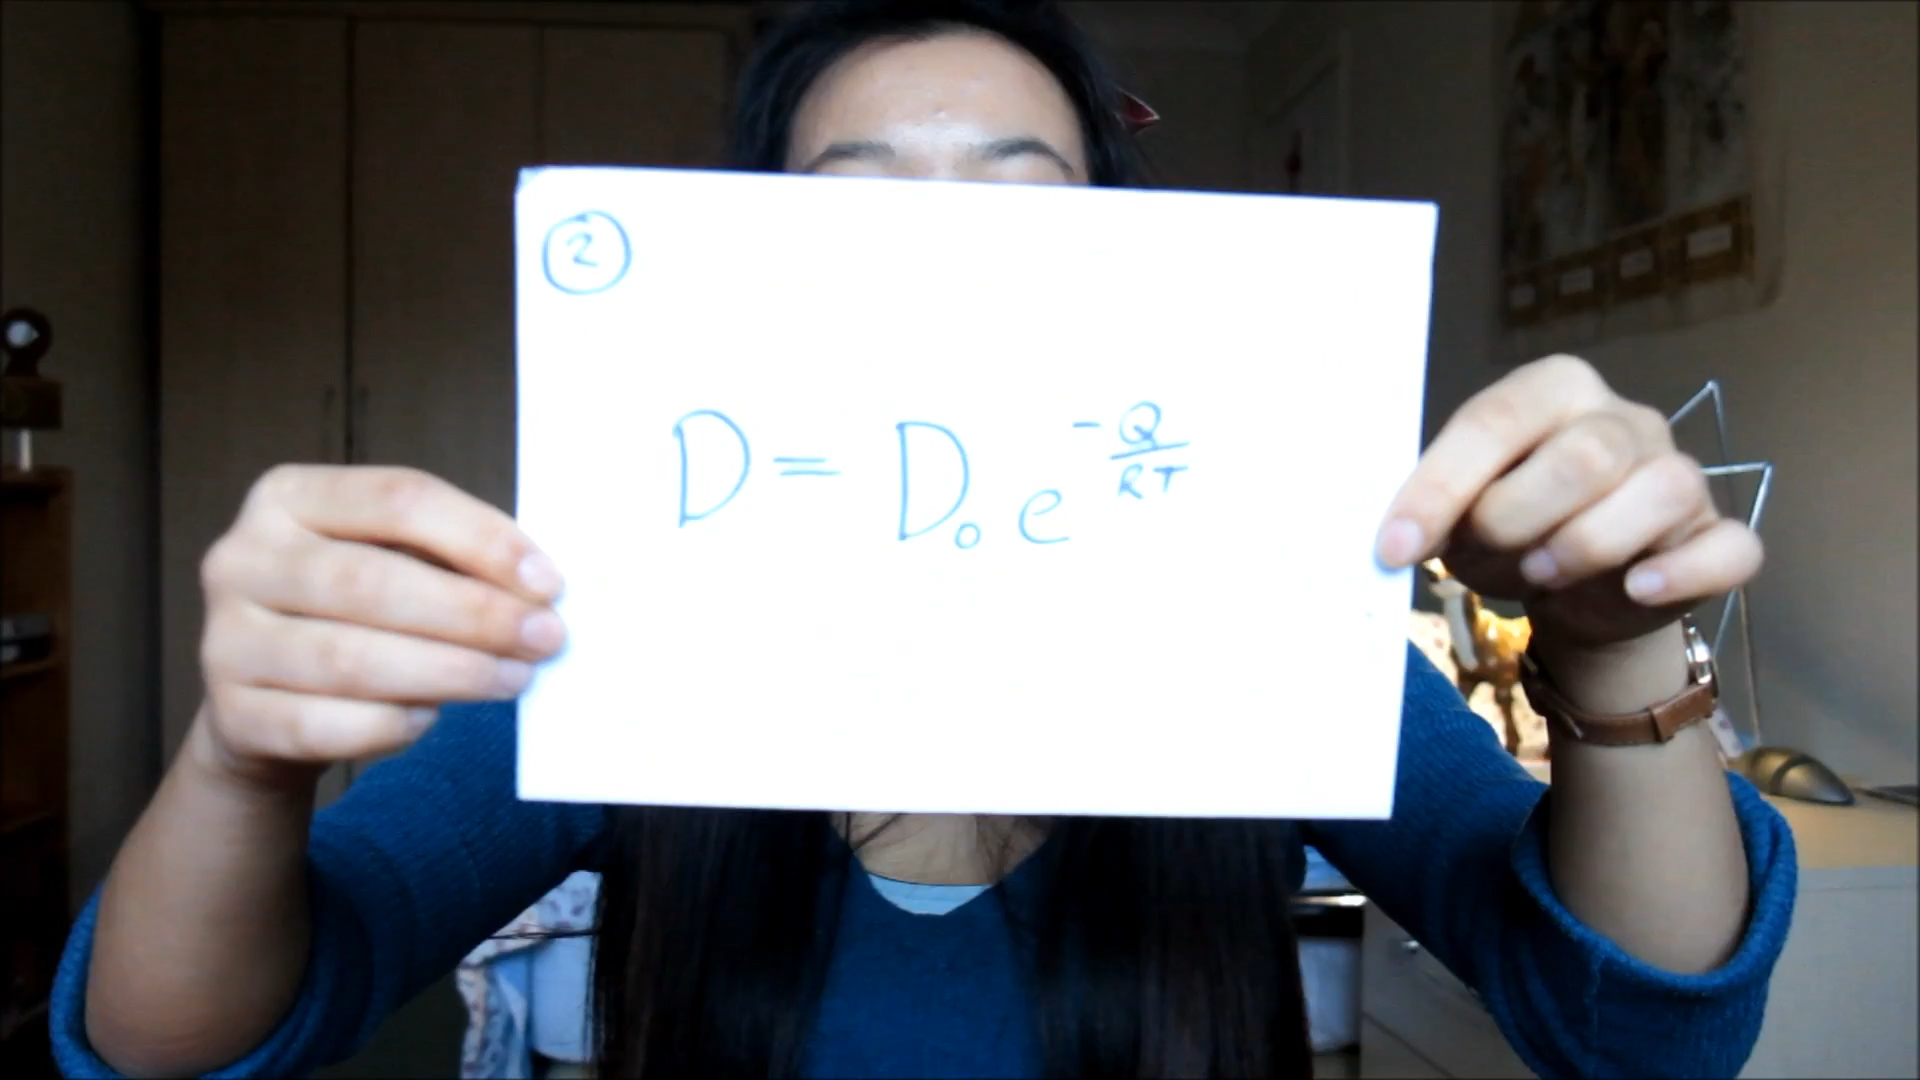 2
D = D₀ e^(-Q/RT)